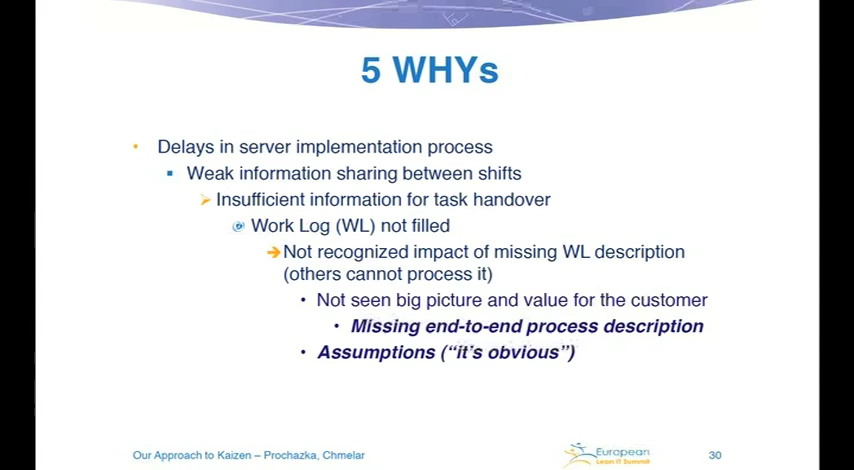 5 WHYs
• Delays in server implementation process
▪ Weak information sharing between shifts
➢ Insufficient information for task handover
Work Log (WL) not filled
➔ Not recognized impact of missing WL description
(others cannot process it)
• Not seen big picture and value for the customer
• Missing end-to-end process description
• Assumptions (“it’s obvious”)
Our Approach to Kaizen – Prochazka, Chmelar
European
Lean IT Summit
30